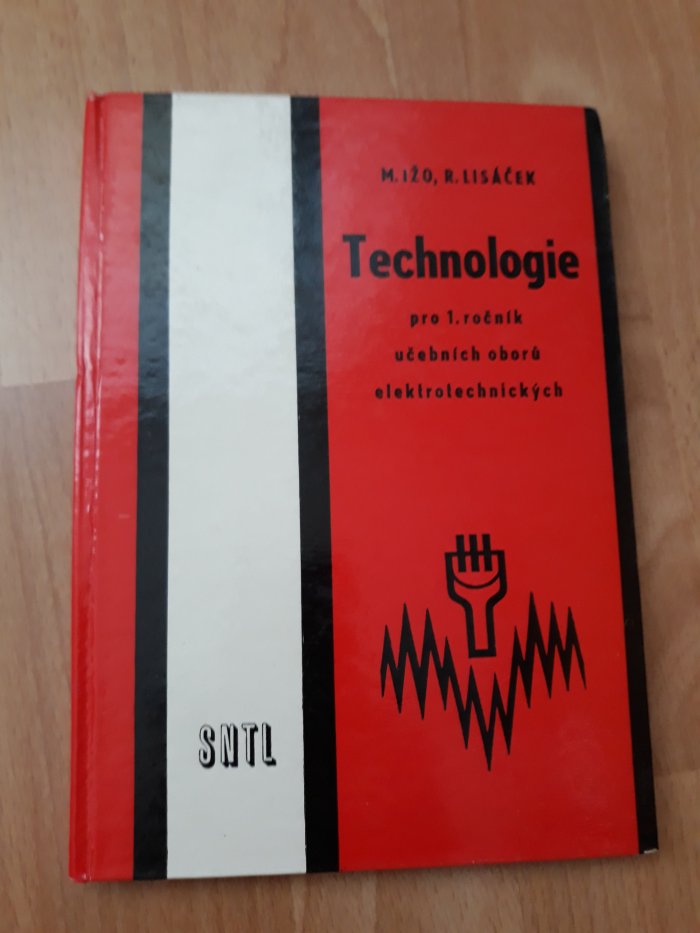 M. IŽO, R. LISÁČEK
Technologie
pro 1. ročník
učebních oborů
elektrotechnických
SNTL